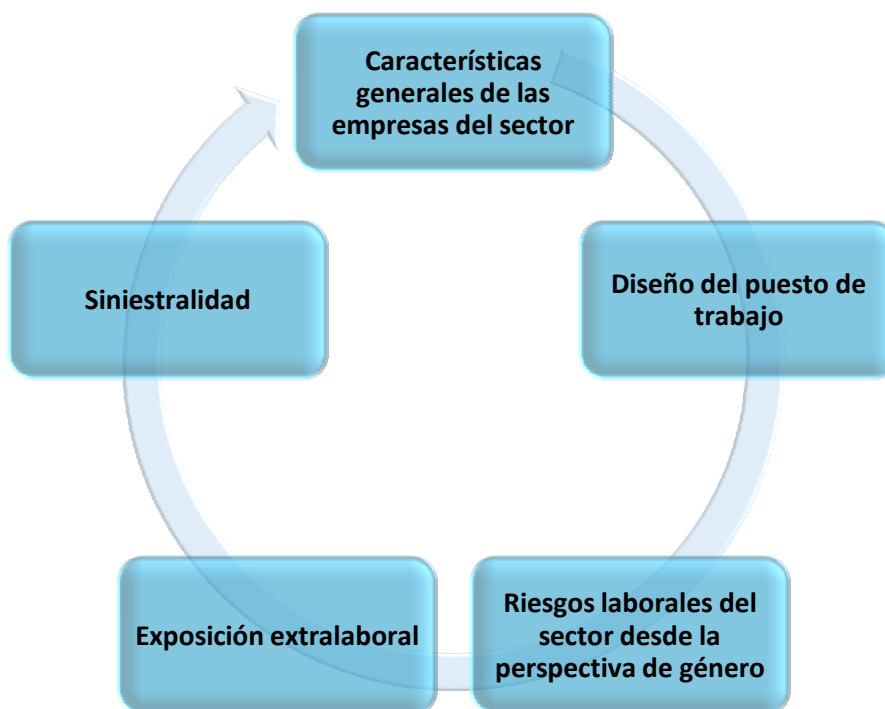 Características
generales de las
empresas del sector
Diseño del puesto de
trabajo
Riesgos laborales del
sector desde la
perspectiva de género
Exposición extralaboral
Siniestralidad